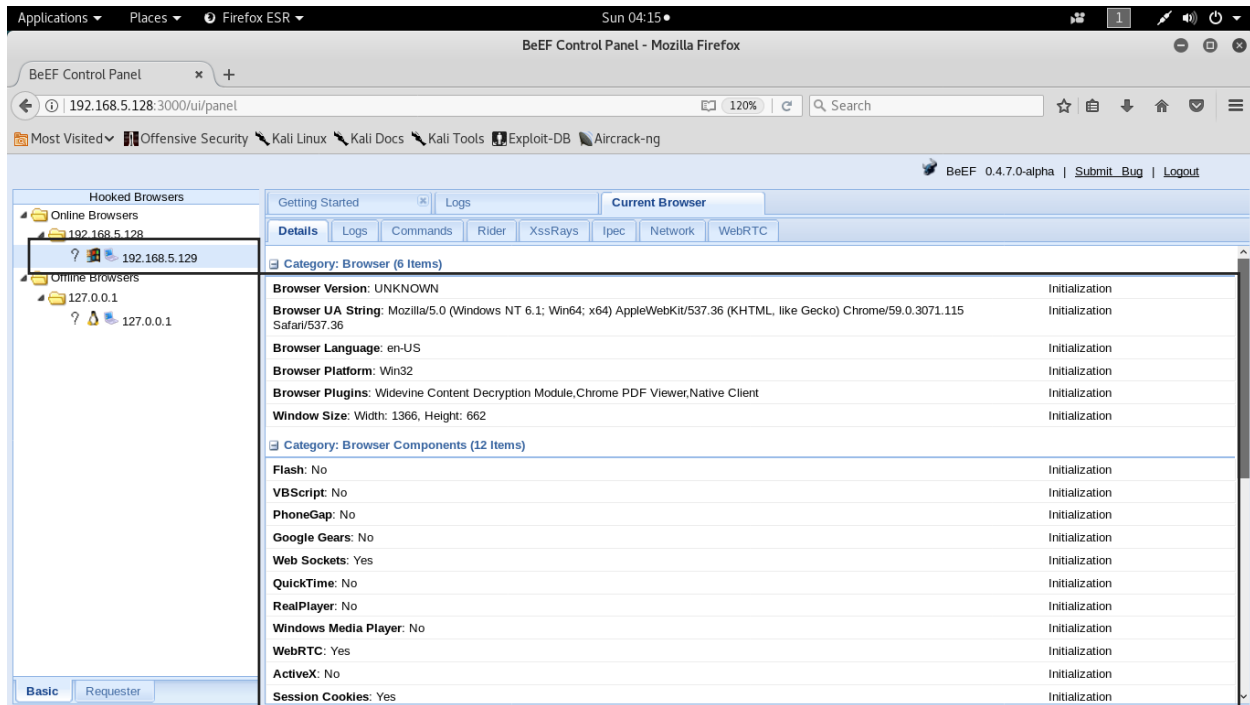 Applications Places Firefox ESR Sun 04:15 1
BeEF Control Panel - Mozilla Firefox
BeEF Control Panel × +
192.168.5.128:3000/ui/panel 120% Search
Most Visited Offensive Security Kali Linux Kali Docs Kali Tools Exploit-DB Aircrack-ng
BeEF 0.4.7.0-alpha | Submit Bug | Logout
Hooked Browsers
Online Browsers
192.168.5.128
? 192.168.5.129
Offline Browsers
127.0.0.1
? 127.0.0.1
Basic Requester
Getting Started Logs Current Browser
Details Logs Commands Rider XssRays Ipec Network WebRTC
Category: Browser (6 Items)
Browser Version: UNKNOWN Initialization
Browser UA String: Mozilla/5.0 (Windows NT 6.1; Win64; x64) AppleWebKit/537.36 (KHTML, like Gecko) Chrome/59.0.3071.115 Initialization
Safari/537.36
Browser Language: en-US Initialization
Browser Platform: Win32 Initialization
Browser Plugins: Widevine Content Decryption Module,Chrome PDF Viewer,Native Client Initialization
Window Size: Width: 1366, Height: 662 Initialization
Category: Browser Components (12 Items)
Flash: No Initialization
VBScript: No Initialization
PhoneGap: No Initialization
Google Gears: No Initialization
Web Sockets: Yes Initialization
QuickTime: No Initialization
RealPlayer: No Initialization
Windows Media Player: No Initialization
WebRTC: Yes Initialization
ActiveX: No Initialization
Session Cookies: Yes Initialization